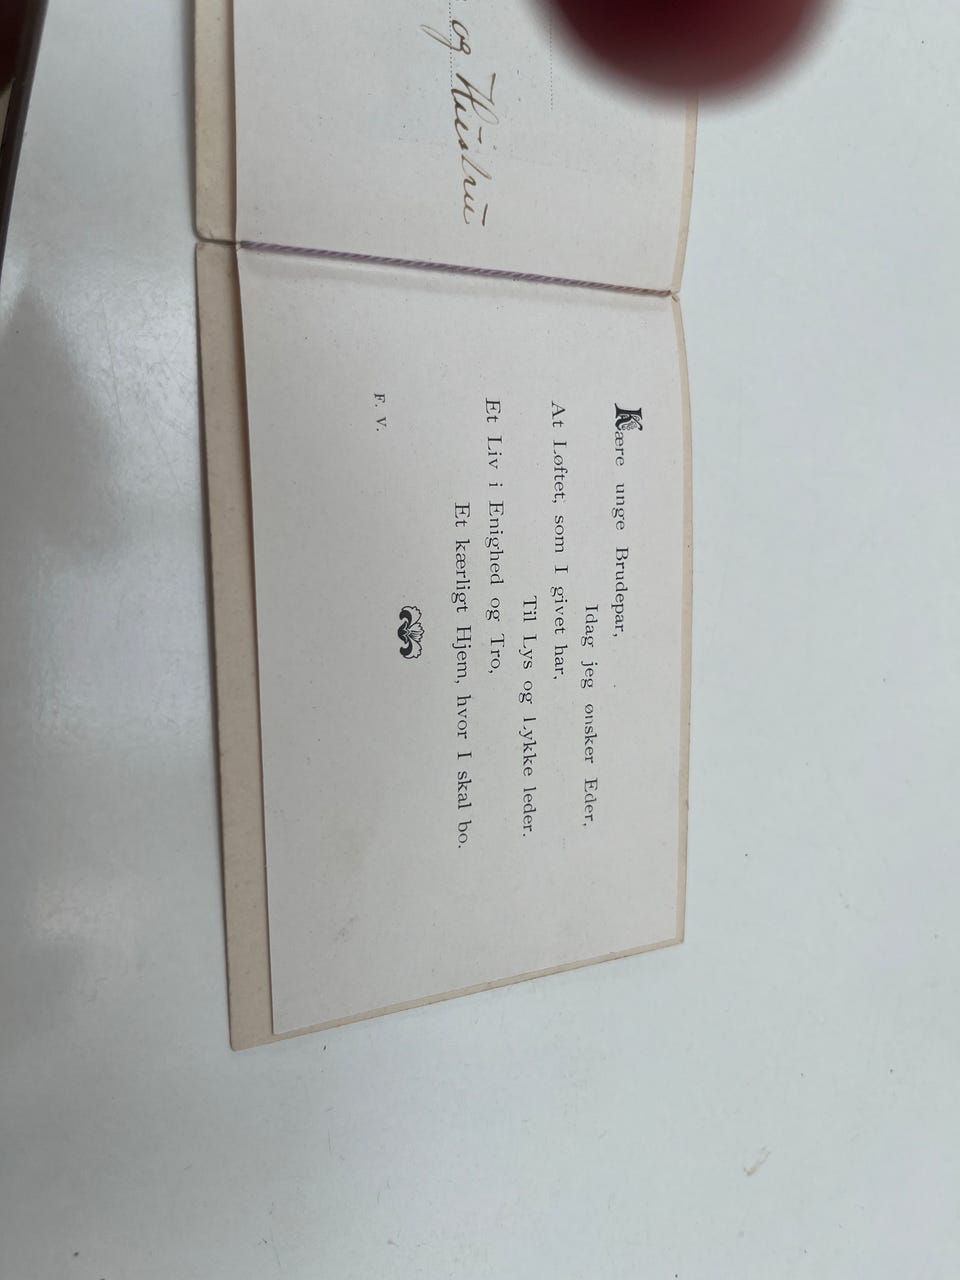 og Hustru
Kære unge Brudepar,
Idag jeg ønsker Eder,
At Løftet, som I givet har,
Til Lys og Lykke leder.
Et Liv i Enighed og Tro,
Et kærligt Hjem, hvor I skal bo.
F. V.